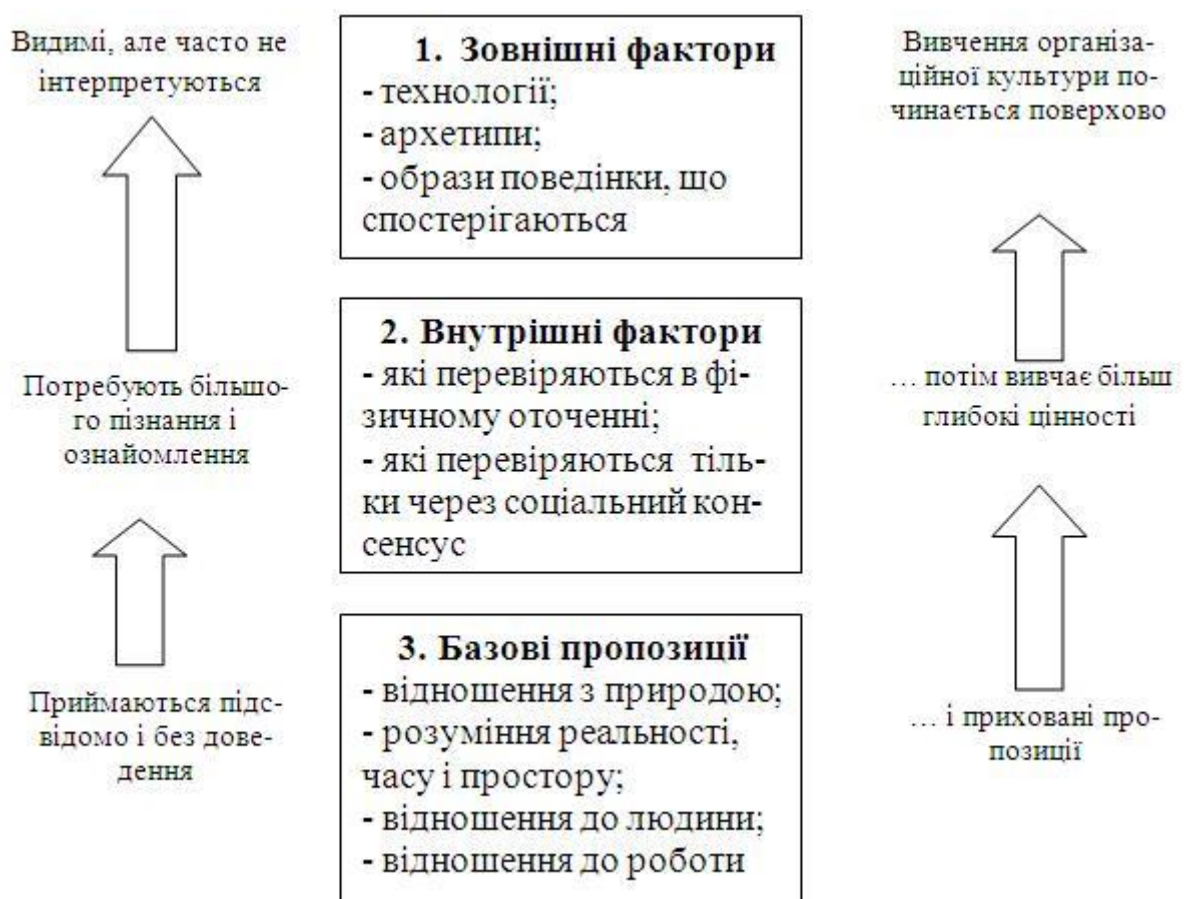 Видимі, але часто не
інтерпретуються
1. Зовнішні фактори
- технології;
- архетипи;
- образи поведінки, що
спостерігаються
Вивчення організа-
ційної культури по-
чинається поверхово
Потребують більшо-
го пізнання і
ознайомлення
2. Внутрішні фактори
- які перевіряються в фі-
зичному оточенні;
- які перевіряються тіль-
ки через соціальний кон-
сенсус
... потім вивчає більш
глибокі цінності
Приймаються підс-
відомо і без дове-
дення
3. Базові пропозиції
- відношення з природою;
- розуміння реальності,
часу і простору;
- відношення до людини;
- відношення до роботи
... і приховані про-
позиції